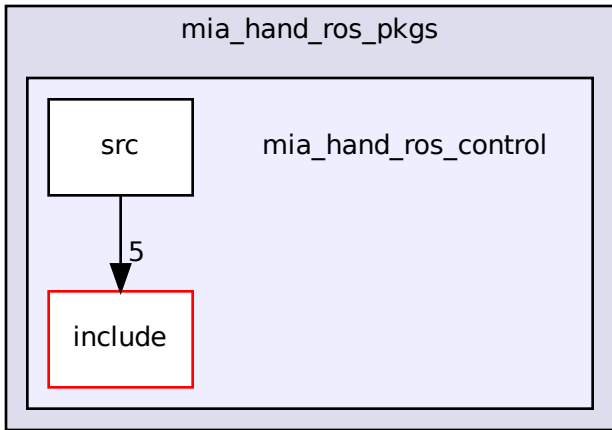 mia_hand_ros_pkgs
src
mia_hand_ros_control
5
include